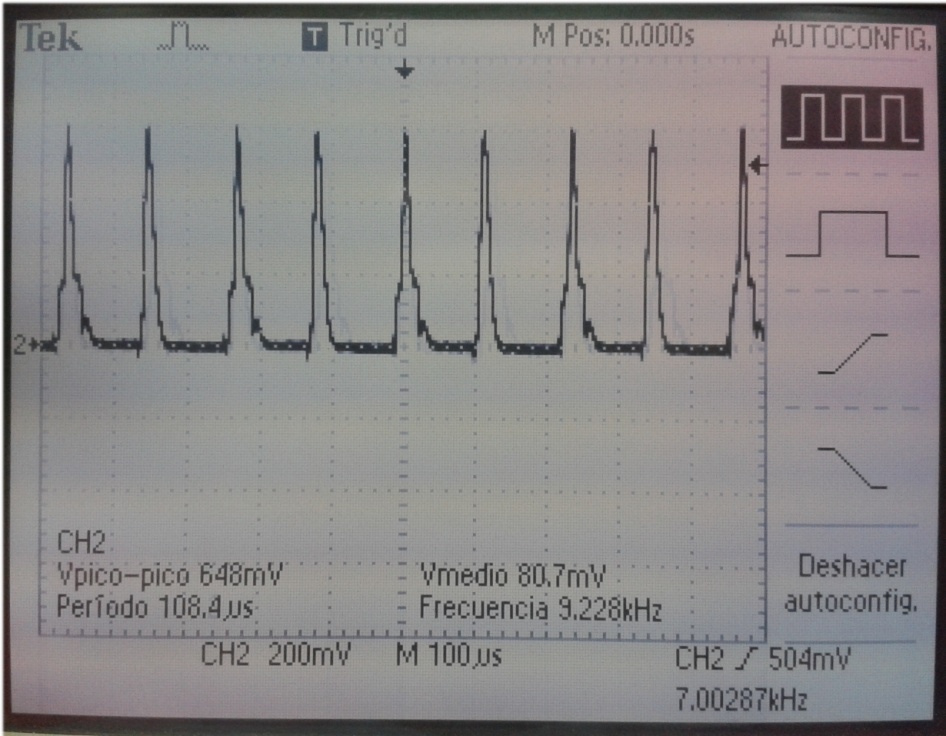 Tek T Trig'd M Pos: 0.000s AUTOCONFIG.
2
CH2
Vpico-pico 648mV Vmedio 80.7mV
Período 108.4µs Frecuencia 9.228kHz
Deshacer
autoconfig.
CH2 200mV M 100µs CH2 504mV
7.00287kHz